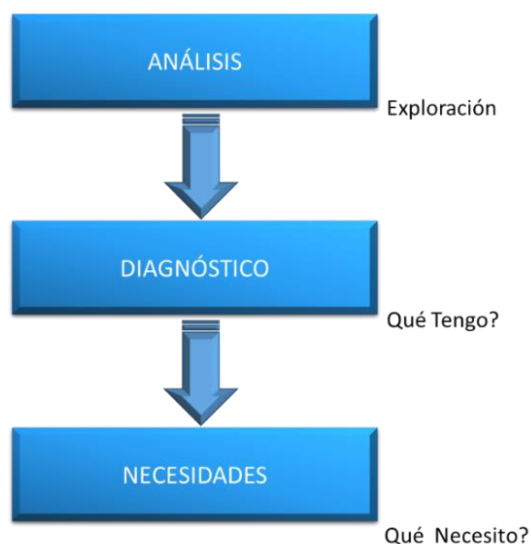 ANÁLISIS
Exploración
DIAGNÓSTICO
Qué Tengo?
NECESIDADES
Qué Necesito?